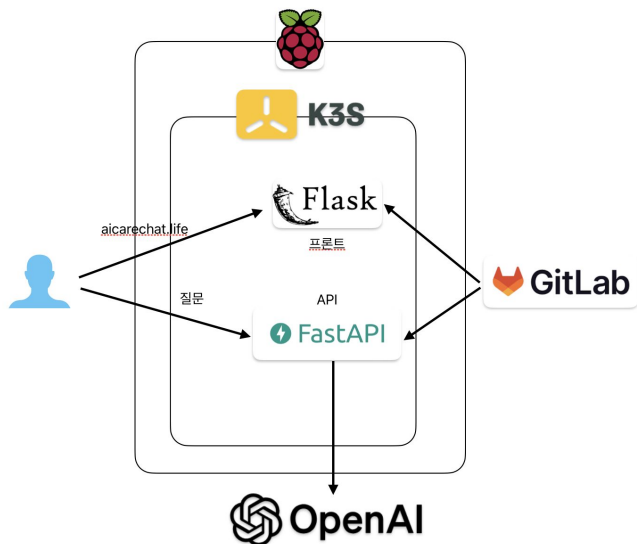 K3S
Flask
aicarechat.life
프론트
GitLab
질문
API
FastAPI
OpenAI